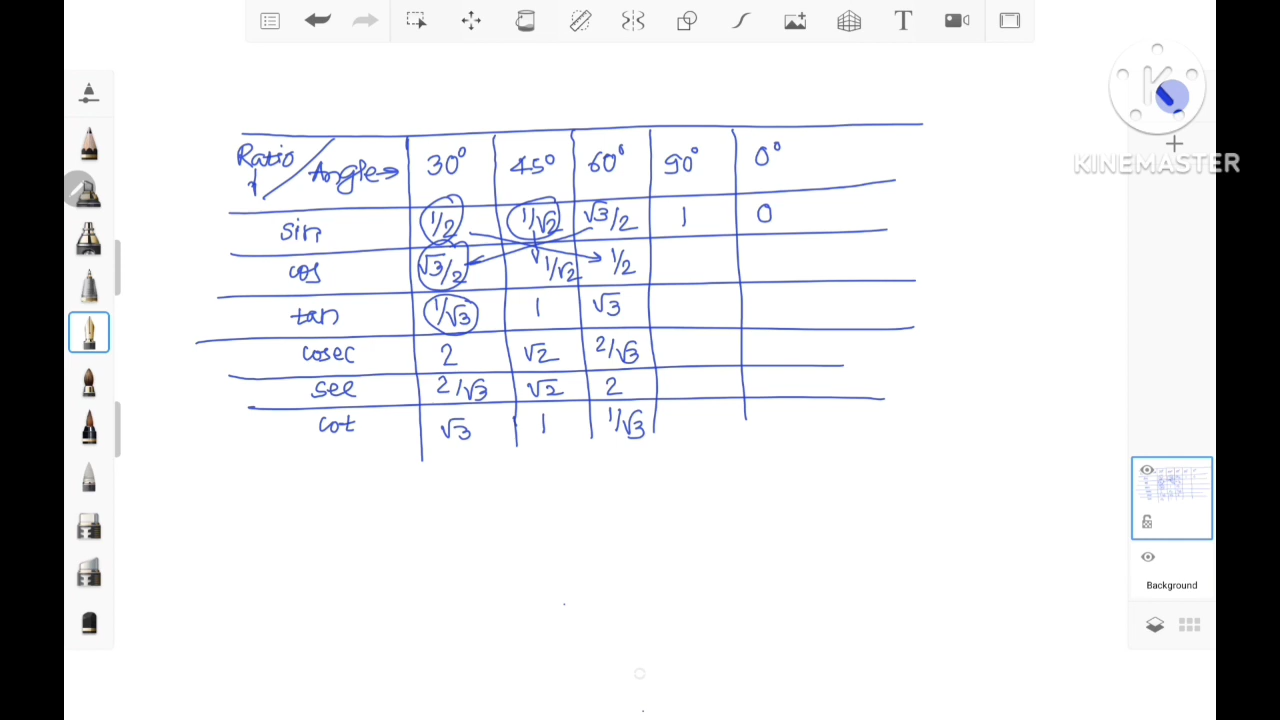 Ratio Angle→ 30° 45° 60° 90° 0°
sin 1/2 1/√2 √3/2 1 0
cos √3/2 1/√2 1/2
tan 1/√3 1 √3
cosec 2 √2 2/√3
sec 2/√3 √2 2
cot √3 1 1/√3
T
KINEMASTER
Background